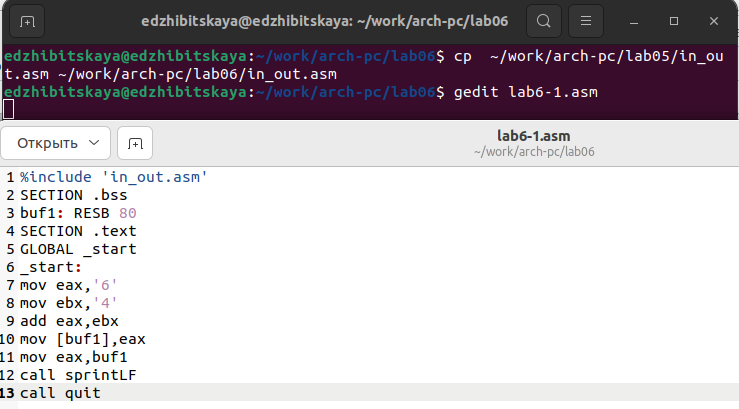 edzhibitskaya@edzhibitskaya: ~/work/arch-pc/lab06
edzhibitskaya@edzhibitskaya:~/work/arch-pc/lab06$ cp  ~/work/arch-pc/lab05/in_ou
t.asm ~/work/arch-pc/lab06/in_out.asm
edzhibitskaya@edzhibitskaya:~/work/arch-pc/lab06$ gedit lab6-1.asm
Открыть
lab6-1.asm
~/work/arch-pc/lab06
1 %include 'in_out.asm'
2 SECTION .bss
3 buf1: RESB 80
4 SECTION .text
5 GLOBAL _start
6 _start:
7 mov eax,'6'
8 mov ebx,'4'
9 add eax,ebx
10 mov [buf1],eax
11 mov eax,buf1
12 call sprintLF
13 call quit